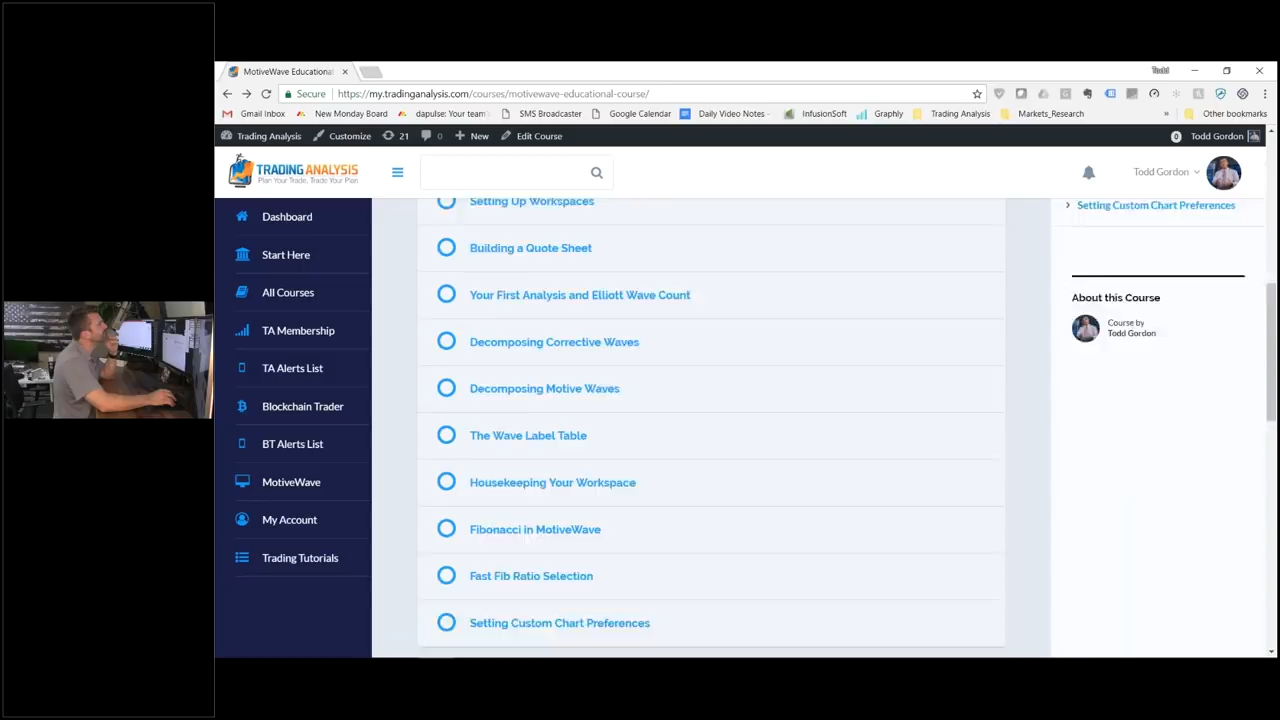 MotiveWave Educational
Todd
Secure
https://my.tradinganalysis.com/courses/motivewave-educational-course/
Gmail Inbox
New Monday Board
dapulse: Your team'
SMS Broadcaster
Google Calendar
Daily Video Notes -
InfusionSoft
Graphly
Trading Analysis
Markets_Research
»
Other bookmarks
Trading Analysis
Customize
21
0
New
Edit Course
0
Todd Gordon
TRADING ANALYSIS
Plan Your Trade, Trade Your Plan
Todd Gordon
Dashboard
Start Here
All Courses
TA Membership
TA Alerts List
Blockchain Trader
BT Alerts List
MotiveWave
My Account
Trading Tutorials
Setting Up Workspaces
Building a Quote Sheet
Your First Analysis and Elliott Wave Count
Decomposing Corrective Waves
Decomposing Motive Waves
The Wave Label Table
Housekeeping Your Workspace
Fibonacci in MotiveWave
Fast Fib Ratio Selection
Setting Custom Chart Preferences
Setting Custom Chart Preferences
About this Course
Course by
Todd Gordon